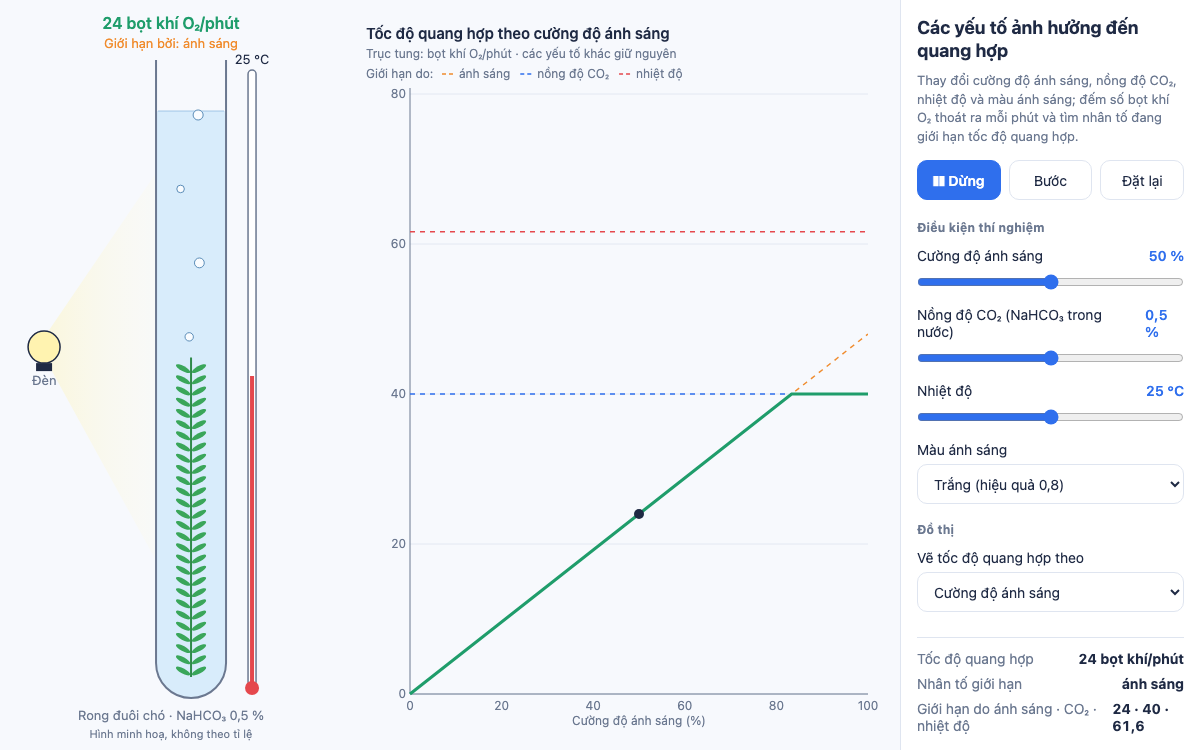 24 bọt khí O₂/phút
Giới hạn bởi: ánh sáng
25 °C
Đèn
Rong đuôi chó · NaHCO₃ 0,5 %
Hình minh hoạ, không theo tỉ lệ
Tốc độ quang hợp theo cường độ ánh sáng
Trục tung: bọt khí O₂/phút · các yếu tố khác giữ nguyên
Giới hạn do: ánh sáng nồng độ CO₂ nhiệt độ
80
60
40
20
0
0 20 40 60 80 100
Cường độ ánh sáng (%)
Các yếu tố ảnh hưởng đến
quang hợp
Thay đổi cường độ ánh sáng, nồng độ CO₂,
nhiệt độ và màu ánh sáng; đếm số bọt khí
O₂ thoát ra mỗi phút và tìm nhân tố đang
giới hạn tốc độ quang hợp.
Dừng Bước Đặt lại
Điều kiện thí nghiệm
Cường độ ánh sáng 50 %
Nồng độ CO₂ (NaHCO₃ trong 0,5
nước) %
Nhiệt độ 25 °C
Màu ánh sáng
Trắng (hiệu quả 0,8)
Đồ thị
Vẽ tốc độ quang hợp theo
Cường độ ánh sáng
Tốc độ quang hợp 24 bọt khí/phút
Nhân tố giới hạn ánh sáng
Giới hạn do ánh sáng · CO₂ · 24 · 40 ·
nhiệt độ 61,6